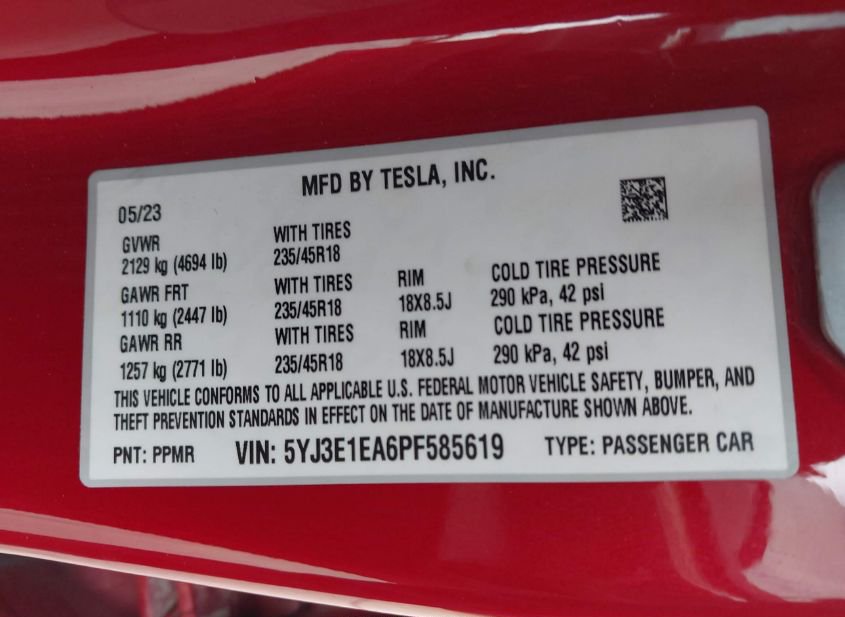 MFD BY TESLA, INC.
05/23
GVWR WITH TIRES
2129 kg (4694 lb) 235/45R18
GAWR FRT WITH TIRES RIM COLD TIRE PRESSURE
1110 kg (2447 lb) 235/45R18 18X8.5J 290 kPa, 42 psi
GAWR RR WITH TIRES RIM COLD TIRE PRESSURE
1257 kg (2771 lb) 235/45R18 18X8.5J 290 kPa, 42 psi
THIS VEHICLE CONFORMS TO ALL APPLICABLE U.S. FEDERAL MOTOR VEHICLE SAFETY, BUMPER, AND
THEFT PREVENTION STANDARDS IN EFFECT ON THE DATE OF MANUFACTURE SHOWN ABOVE.
PNT: PPMR VIN: 5YJ3E1EA6PF585619 TYPE: PASSENGER CAR